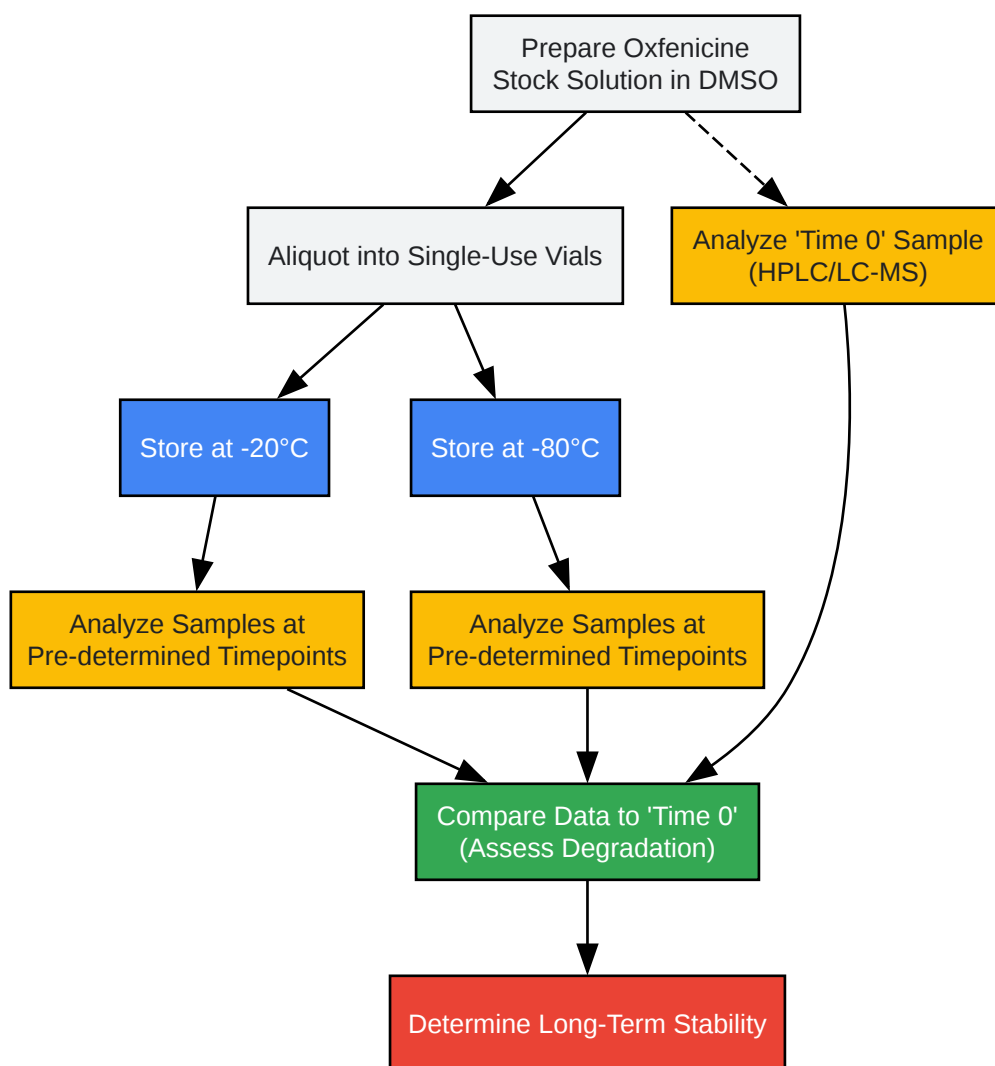 Prepare Oxfenicine
Stock Solution in DMSO
Aliquot into Single-Use Vials
Analyze 'Time 0' Sample
(HPLC/LC-MS)
Store at -20°C
Store at -80°C
Analyze Samples at
Pre-determined Timepoints
Analyze Samples at
Pre-determined Timepoints
Compare Data to 'Time 0'
(Assess Degradation)
Determine Long-Term Stability